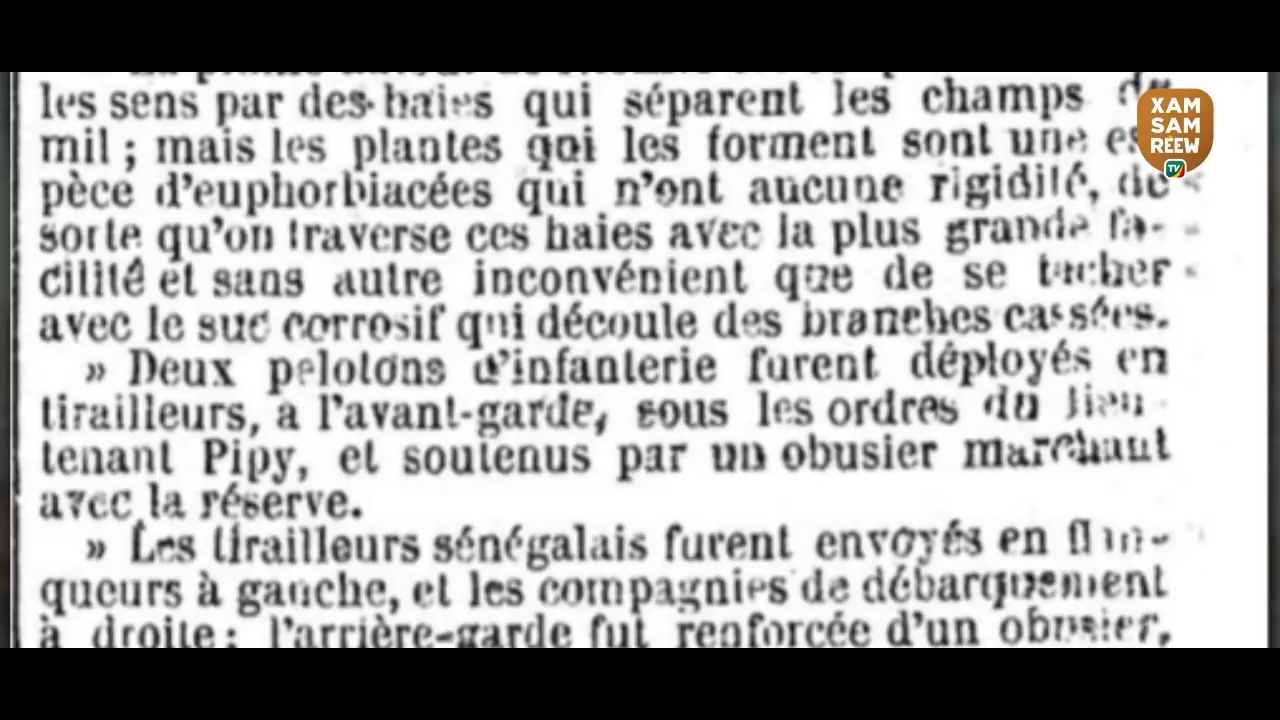 les sens par des haies qui séparent les champs de
mil ; mais les plantes qui les forment sont une es
pèce d'euphorbiacées qui n'ont aucune rigidité, de
sorte qu'on traverse ces haies avec la plus grande fa-
cilité et sans autre inconvénient que de se tacher
avec le suc corrosif qui découle des branches cassées.
» Deux pelotons d'infanterie furent déployés en
tirailleurs, à l'avant-garde, sous les ordres du lieu
tenant Pipy, et soutenus par un obusier marchant
avec la réserve.
» Les tirailleurs sénégalais furent envoyés en flan-
queurs à gauche, et les compagnies de débarquement
à droite ; l'arrière-garde fut renforcée d'un obusier,
XAM
SAM
REEW
TV